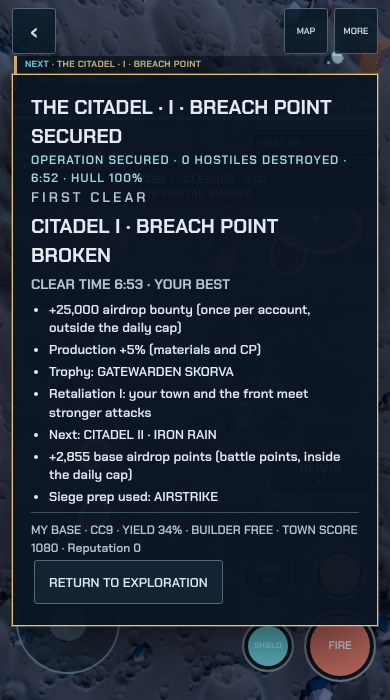 ‹
MAP
MORE
NEXT · THE CITADEL · I · BREACH POINT
THE CITADEL · I · BREACH POINT
SECURED
OPERATION SECURED · 0 HOSTILES DESTROYED ·
6:52 · HULL 100%
FIRST CLEAR
CITADEL I · BREACH POINT
BROKEN
CLEAR TIME 6:53 · YOUR BEST
• +25,000 airdrop bounty (once per account,
outside the daily cap)
• Production +5% (materials and CP)
• Trophy: GATEWARDEN SKORVA
• Retaliation I: your town and the front meet
stronger attacks
• Next: CITADEL II · IRON RAIN
• +2,855 base airdrop points (battle points, inside
the daily cap)
• Siege prep used: AIRSTRIKE
REPAIR
MY BASE · CC9 · YIELD 34% · BUILDER FREE · TOWN SCORE
1080 · Reputation 0
RETURN TO EXPLORATION
SHIELD
FIRE